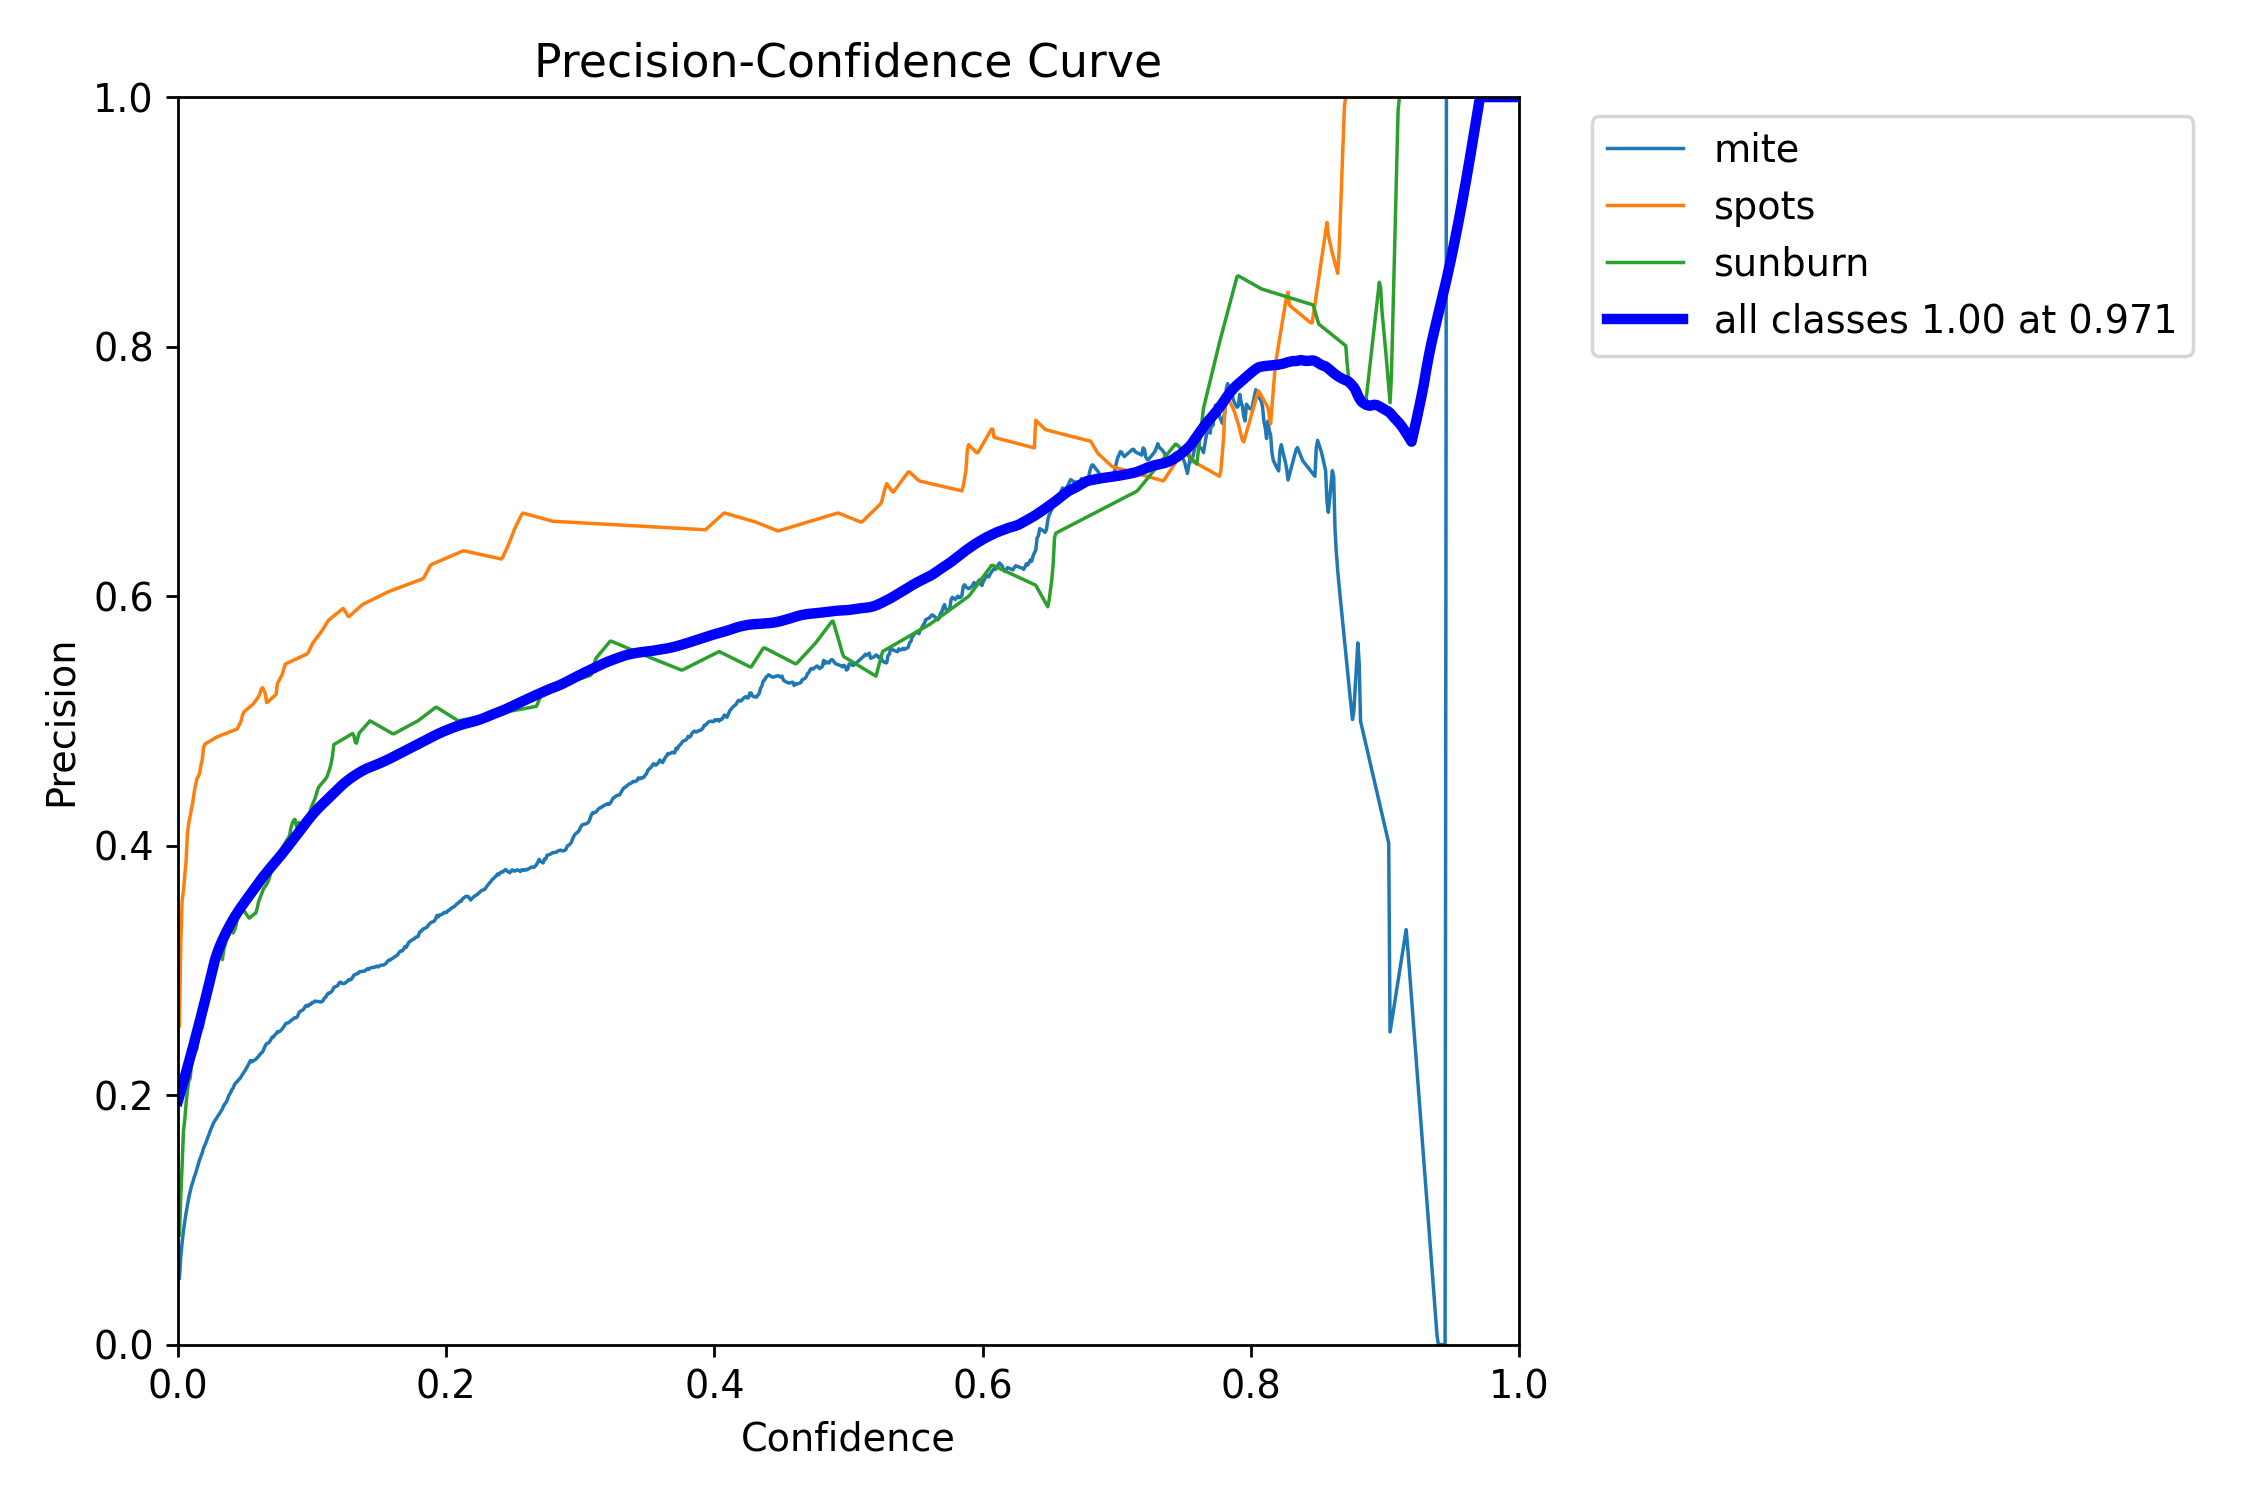 Precision-Confidence Curve
1.0
0.8
0.6
0.4
0.2
0.0
Precision
0.0 0.2 0.4 0.6 0.8 1.0
Confidence
mite
spots
sunburn
all classes 1.00 at 0.971